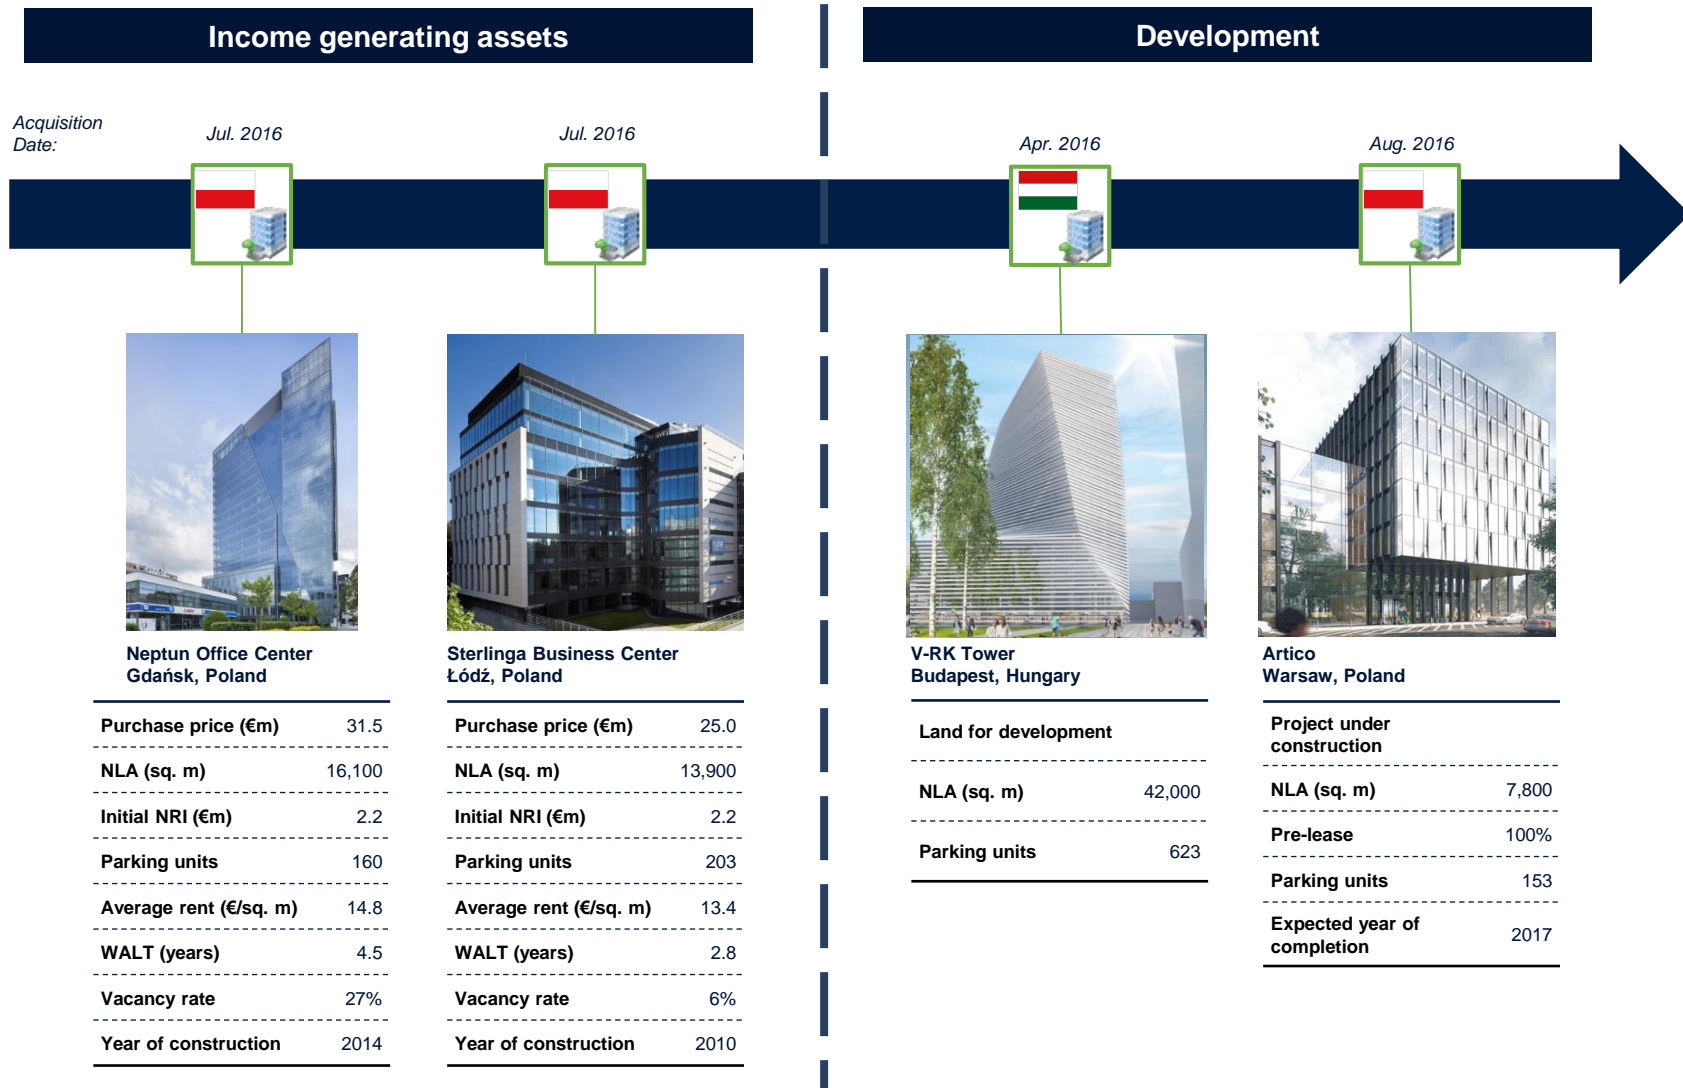 Income generating assets
Development
Acquisition
Date:
Jul. 2016
Jul. 2016
Apr. 2016
Aug. 2016
Neptun Office Center
Gdańsk, Poland
Purchase price (€m) 31.5
NLA (sq. m) 16,100
Initial NRI (€m) 2.2
Parking units 160
Average rent (€/sq. m) 14.8
WALT (years) 4.5
Vacancy rate 27%
Year of construction 2014
Sterlinga Business Center
Łódź, Poland
Purchase price (€m) 25.0
NLA (sq. m) 13,900
Initial NRI (€m) 2.2
Parking units 203
Average rent (€/sq. m) 13.4
WALT (years) 2.8
Vacancy rate 6%
Year of construction 2010
V-RK Tower
Budapest, Hungary
Land for development
NLA (sq. m) 42,000
Parking units 623
Artico
Warsaw, Poland
Project under
construction
NLA (sq. m) 7,800
Pre-lease 100%
Parking units 153
Expected year of
completion 2017